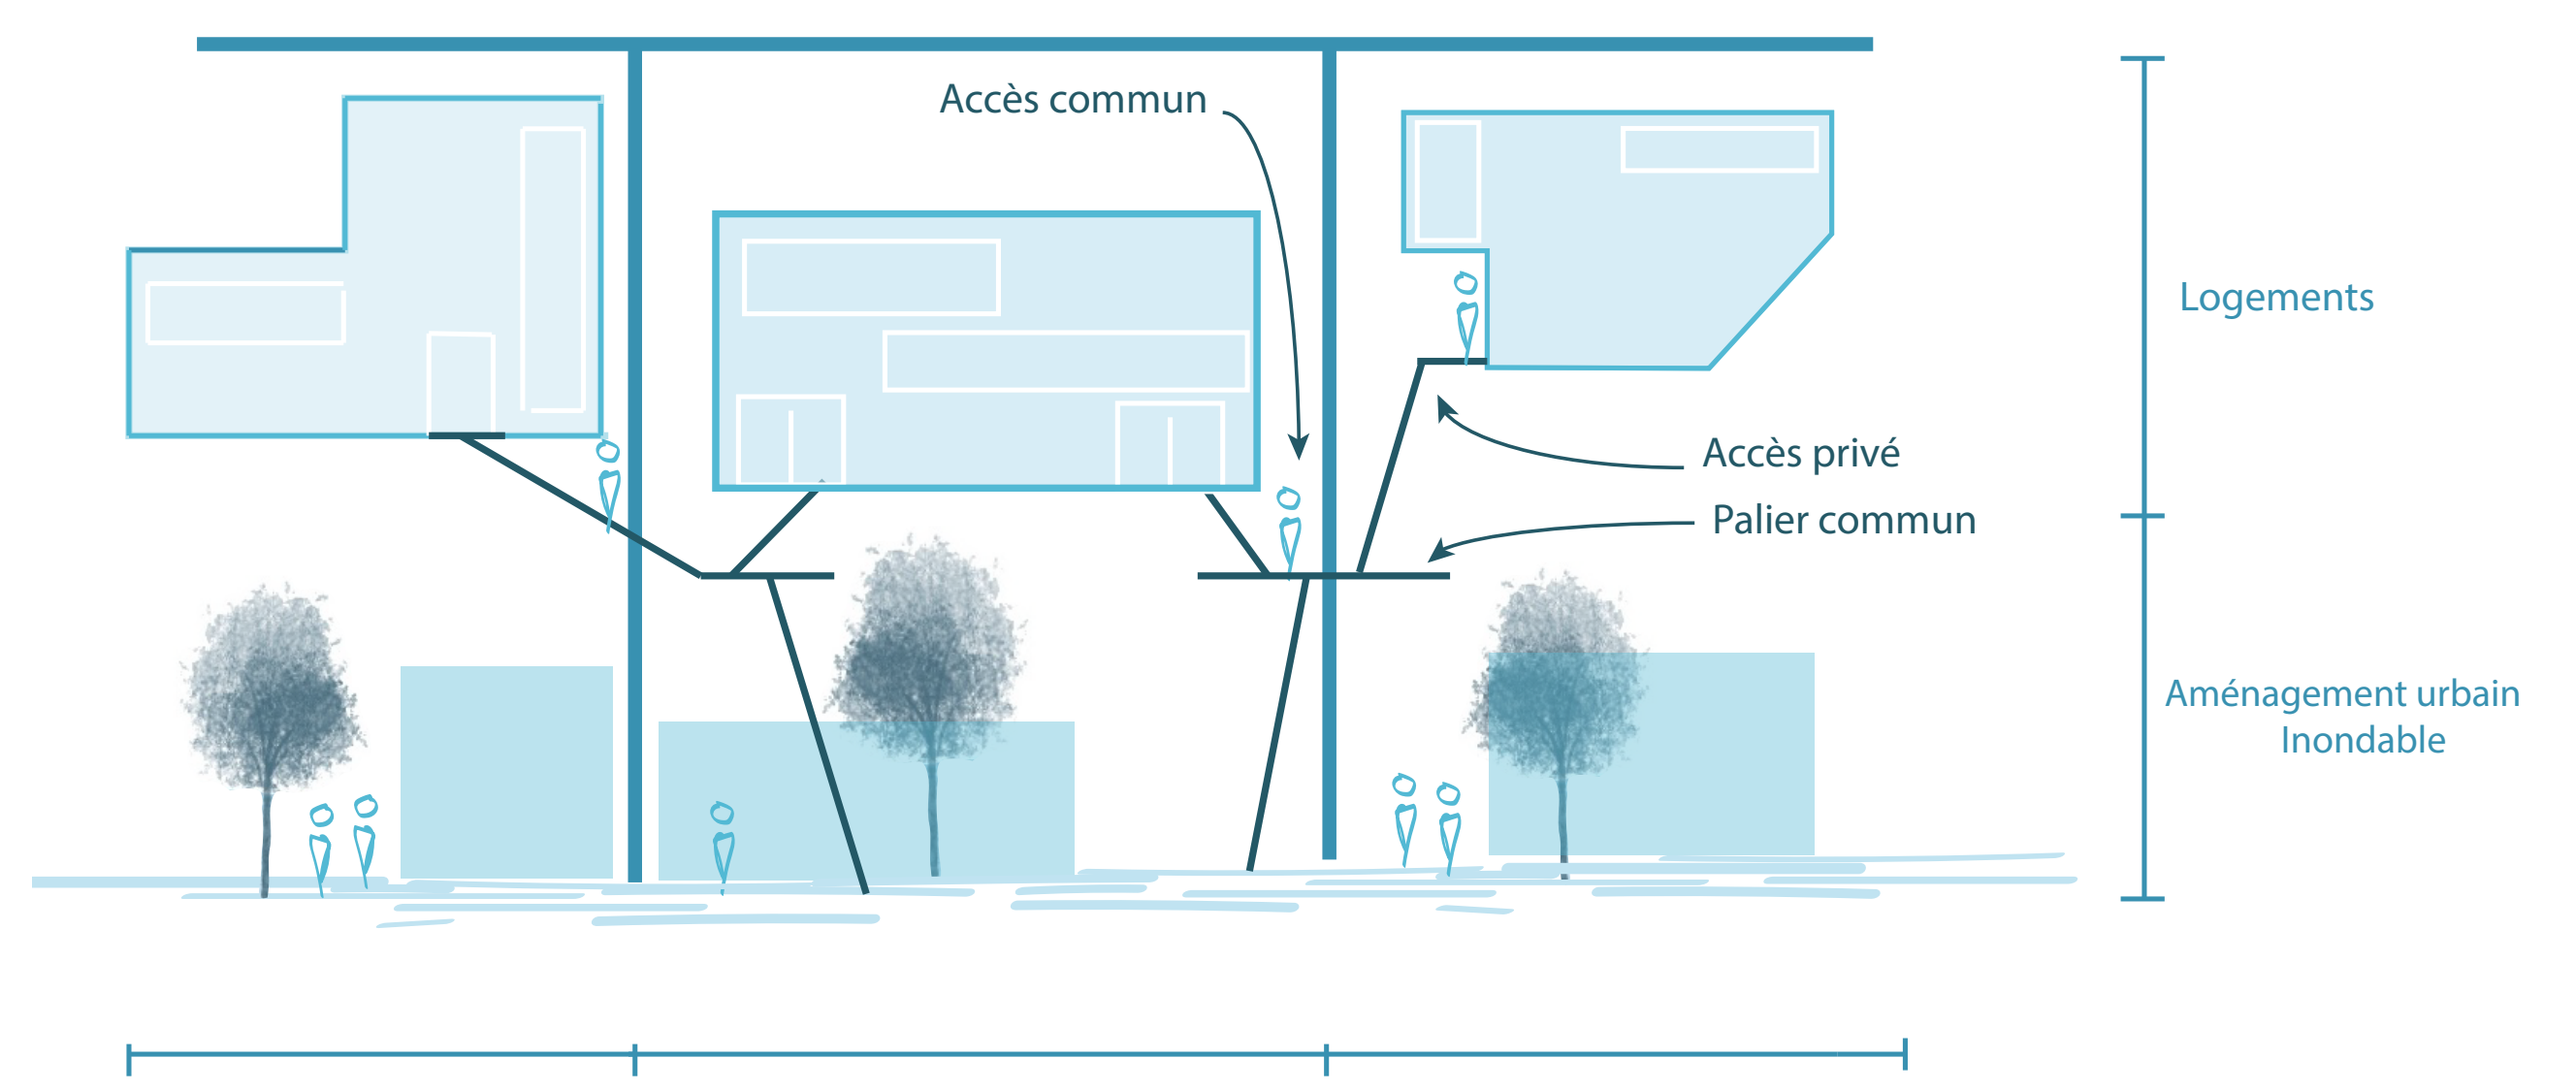 Accès commun
Logements
Accès privé
Palier commun
Aménagement urbain
Inondable